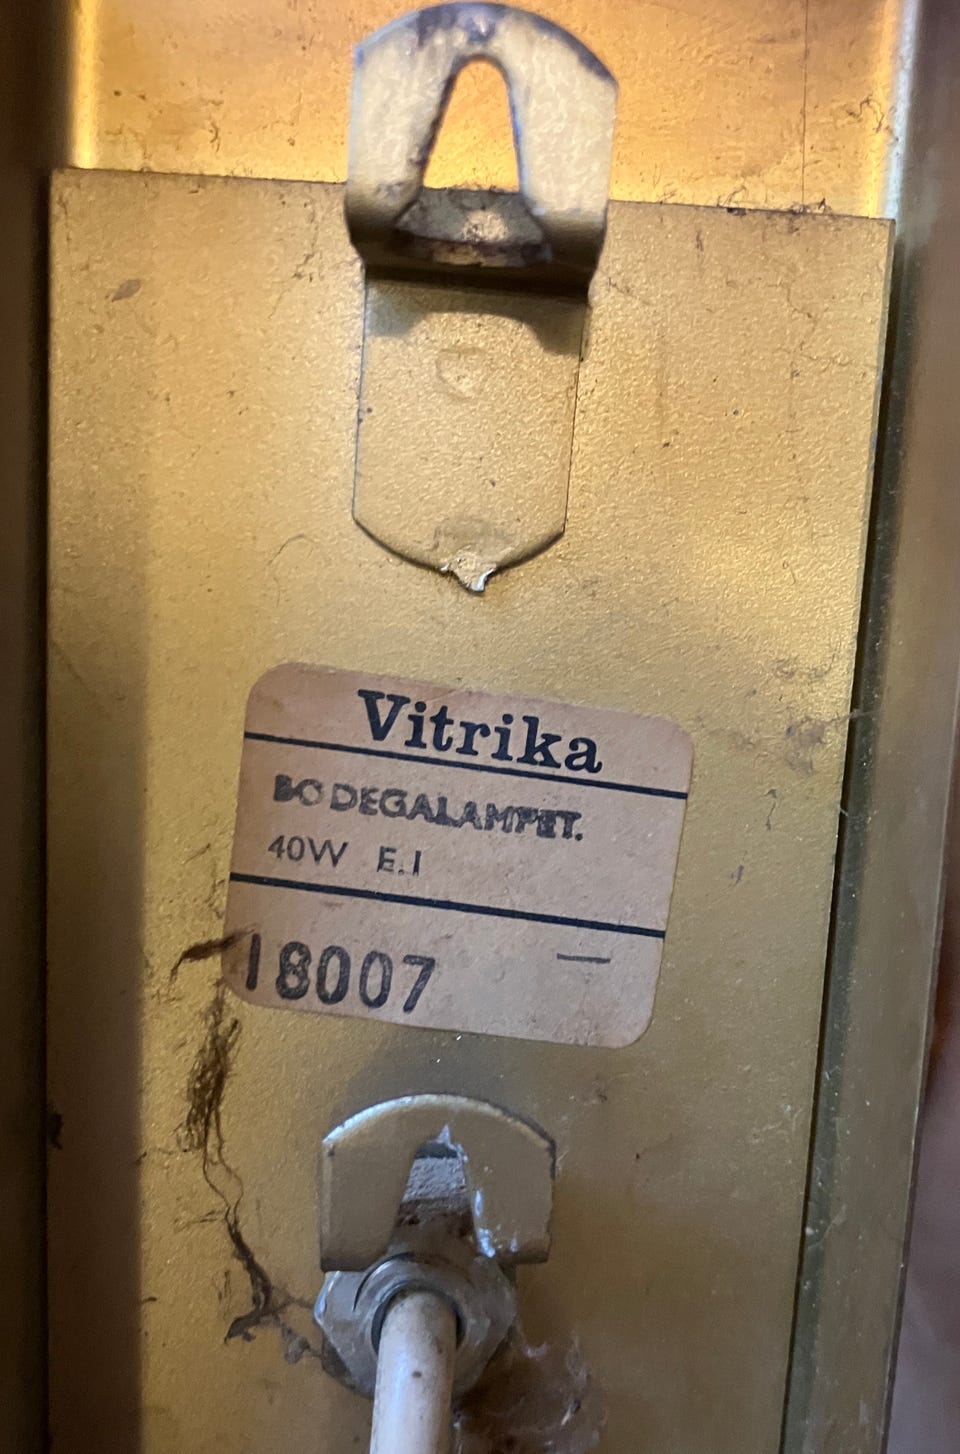 Vitrika
BODEGALAMPET.
40W E.I
18007 —